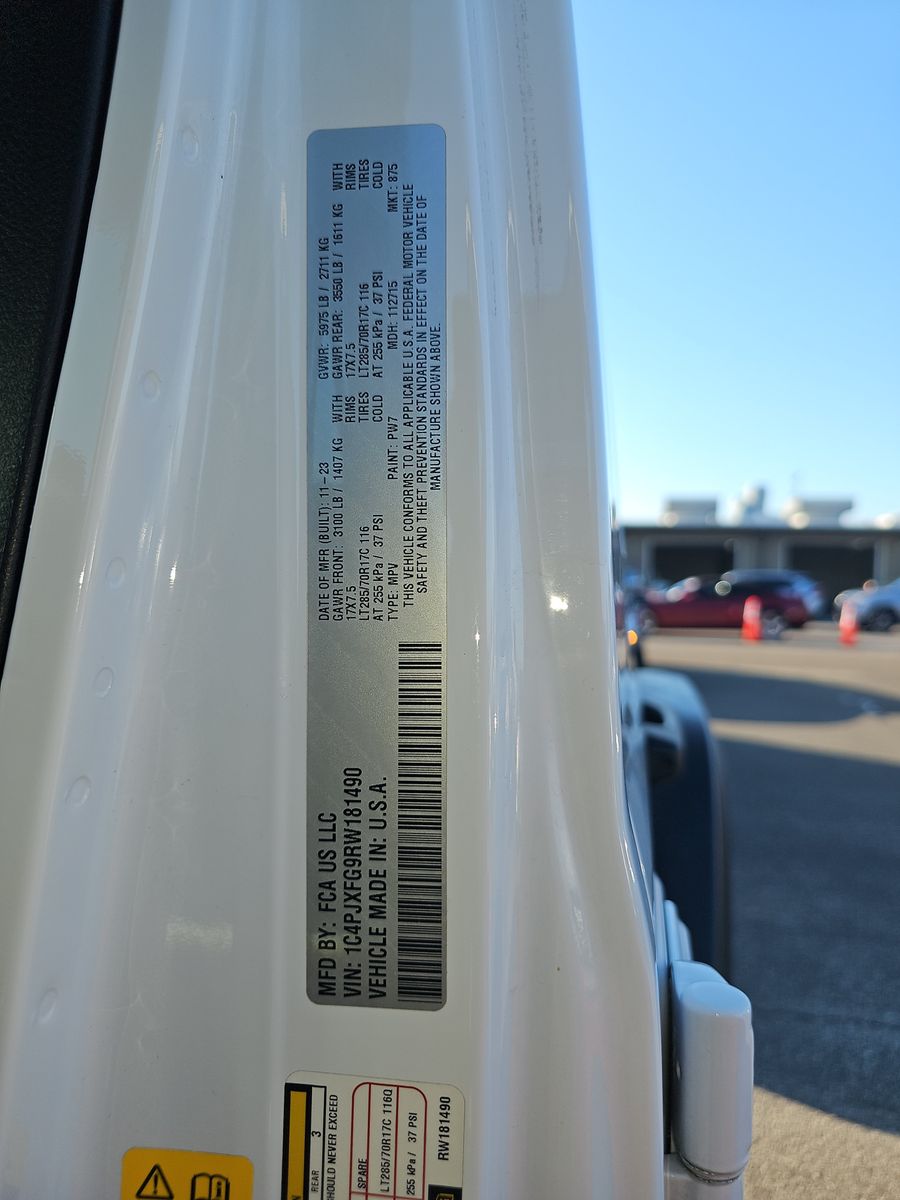 MFD BY: FCA US LLC
VIN: 1C4PJXFG9RW181490
VEHICLE MADE IN: U.S.A.
DATE OF MFR (BUILT): 11-23 GVWR: 5975 LB / 2711 KG
GAWR FRONT: 3100 LB / 1407 KG WITH GAWR REAR: 3550 LB / 1611 KG WITH
17X7.5 RIMS 17X7.5 RIMS
LT285/70R17C 116 TIRES LT285/70R17C 116 TIRES
AT 255 kPa / 37 PSI COLD AT 255 kPa / 37 PSI COLD
TYPE: MPV PAINT: PW7 MDH: 112715 MKT: 875
THIS VEHICLE CONFORMS TO ALL APPLICABLE U.S.A. FEDERAL MOTOR VEHICLE
SAFETY AND THEFT PREVENTION STANDARDS IN EFFECT ON THE DATE OF
MANUFACTURE SHOWN ABOVE.
REAR 3
SHOULD NEVER EXCEED
SPARE
LT285/70R17C 116Q
255 kPa / 37 PSI
RW181490